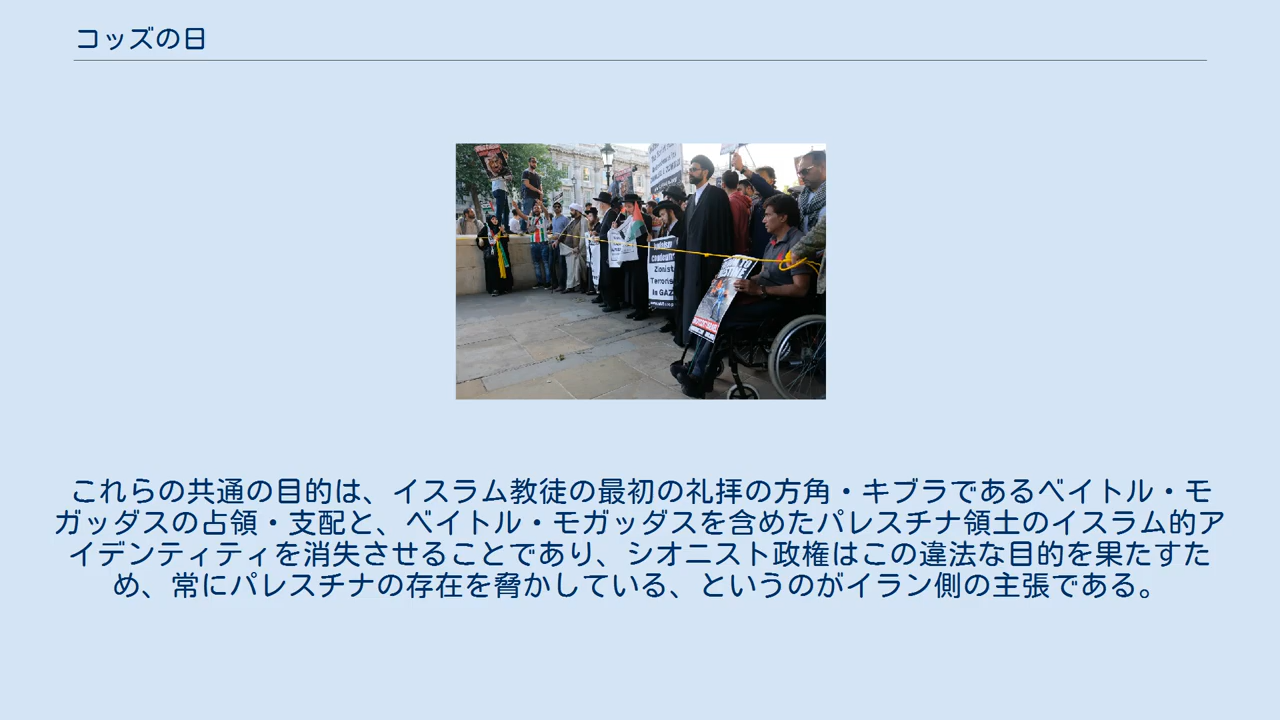 コッズの日
condemns
Zionist
Terrorism
in GAZA
これらの共通の目的は、イスラム教徒の最初の礼拝の方角・キブラであるベイトル・モ
ガッダスの占領・支配と、ベイトル・モガッダスを含めたパレスチナ領土のイスラム的ア
イデンティティを消失させることであり、シオニスト政権はこの違法な目的を果たすた
め、常にパレスチナの存在を脅かしている、というのがイラン側の主張である。